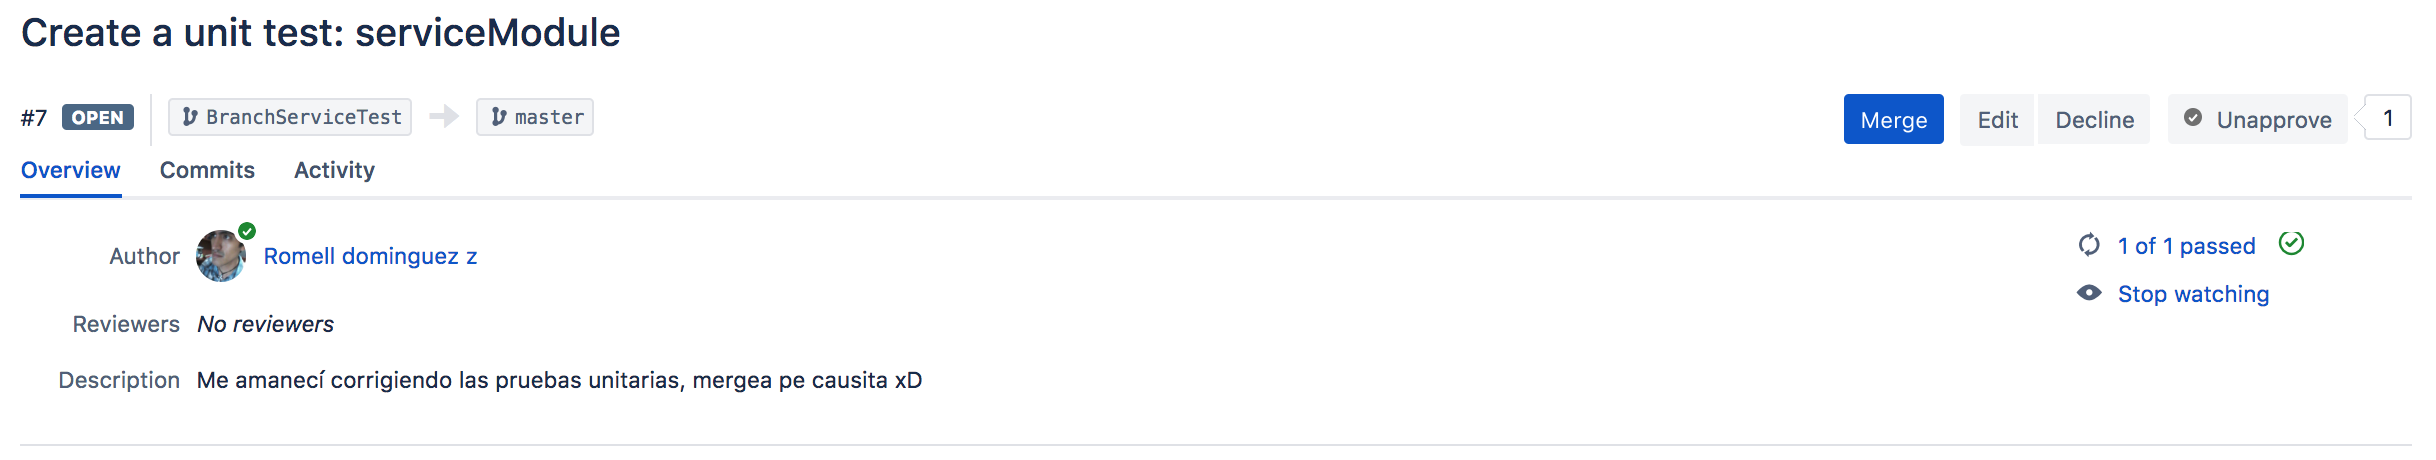 Create a unit test: serviceModule
#7 OPEN BranchServiceTest master Merge Edit Decline Unapprove 1
Overview Commits Activity
Author Romell dominguez z 1 of 1 passed
Stop watching
Reviewers No reviewers
Description Me amanecí corrigiendo las pruebas unitarias, mergea pe causita xD